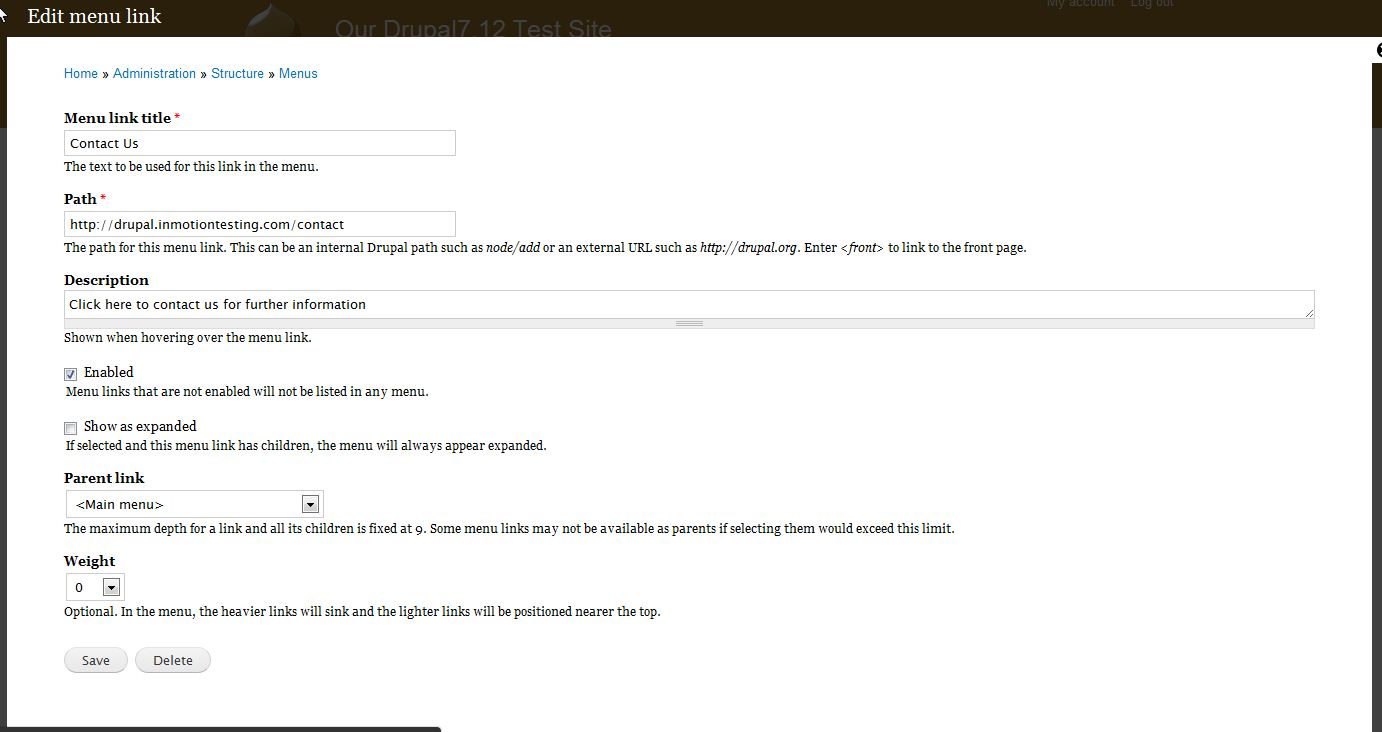 Edit menu link
My account Log out
Our Drupal7.12 Test Site
Home » Administration » Structure » Menus
Menu link title *
Contact Us
The text to be used for this link in the menu.
Path *
http://drupal.inmotiontesting.com/contact
The path for this menu link. This can be an internal Drupal path such as node/add or an external URL such as http://drupal.org. Enter <front> to link to the front page.
Description
Click here to contact us for further information
Shown when hovering over the menu link.
Enabled
Menu links that are not enabled will not be listed in any menu.
Show as expanded
If selected and this menu link has children, the menu will always appear expanded.
Parent link
<Main menu>
The maximum depth for a link and all its children is fixed at 9. Some menu links may not be available as parents if selecting them would exceed this limit.
Weight
0
Optional. In the menu, the heavier links will sink and the lighter links will be positioned nearer the top.
Save Delete